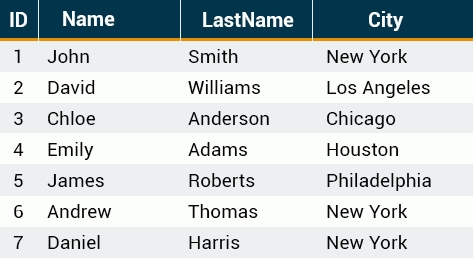 ID Name LastName City
1 John Smith New York
2 David Williams Los Angeles
3 Chloe Anderson Chicago
4 Emily Adams Houston
5 James Roberts Philadelphia
6 Andrew Thomas New York
7 Daniel Harris New York